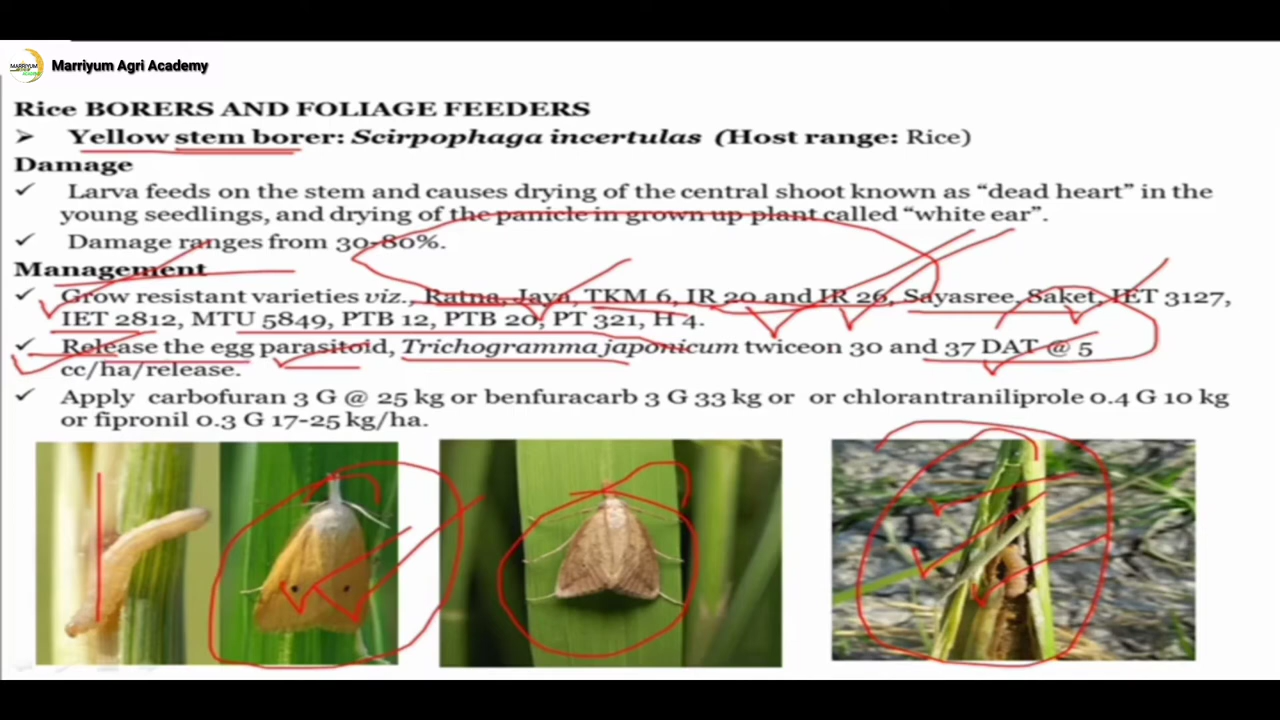 MARRIYUM
Marriyum Agri Academy
Rice BORERS AND FOLIAGE FEEDERS
➢ Yellow stem borer: Scirpophaga incertulas (Host range: Rice)
Damage
✓ Larva feeds on the stem and causes drying of the central shoot known as “dead heart” in the
young seedlings, and drying of the panicle in grown up plant called “white ear”.
✓ Damage ranges from 30-80%.
Management
✓ Grow resistant varieties viz., Ratna, Jaya, TKM 6, IR 20 and IR 26, Sayasree, Saket, IET 3127,
IET 2812, MTU 5849, PTB 12, PTB 20, PT 321, H 4.
✓ Release the egg parasitoid, Trichogramma japonicum twiceon 30 and 37 DAT @ 5
cc/ha/release.
✓ Apply carbofuran 3 G @ 25 kg or benfuracarb 3 G 33 kg or or chlorantraniliprole 0.4 G 10 kg
or fipronil 0.3 G 17-25 kg/ha.